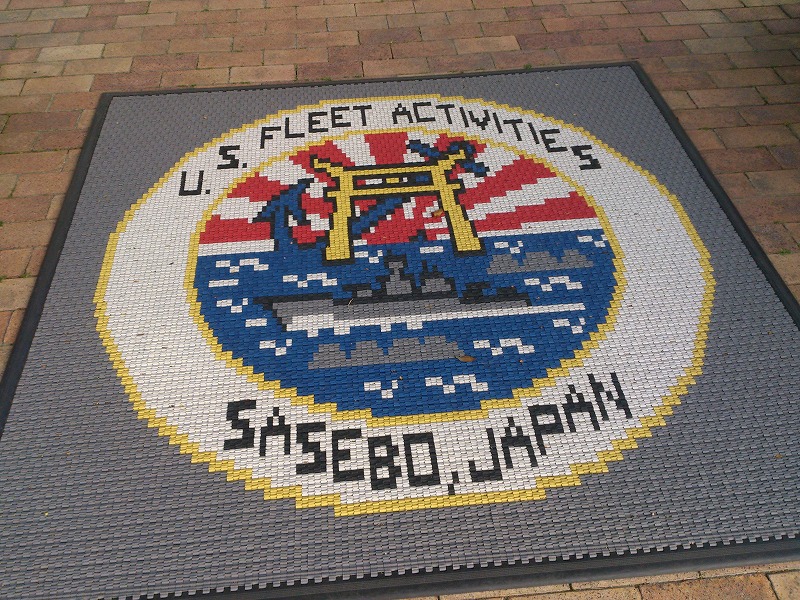 U.S. FLEET ACTIVITIES
SASEBO, JAPAN